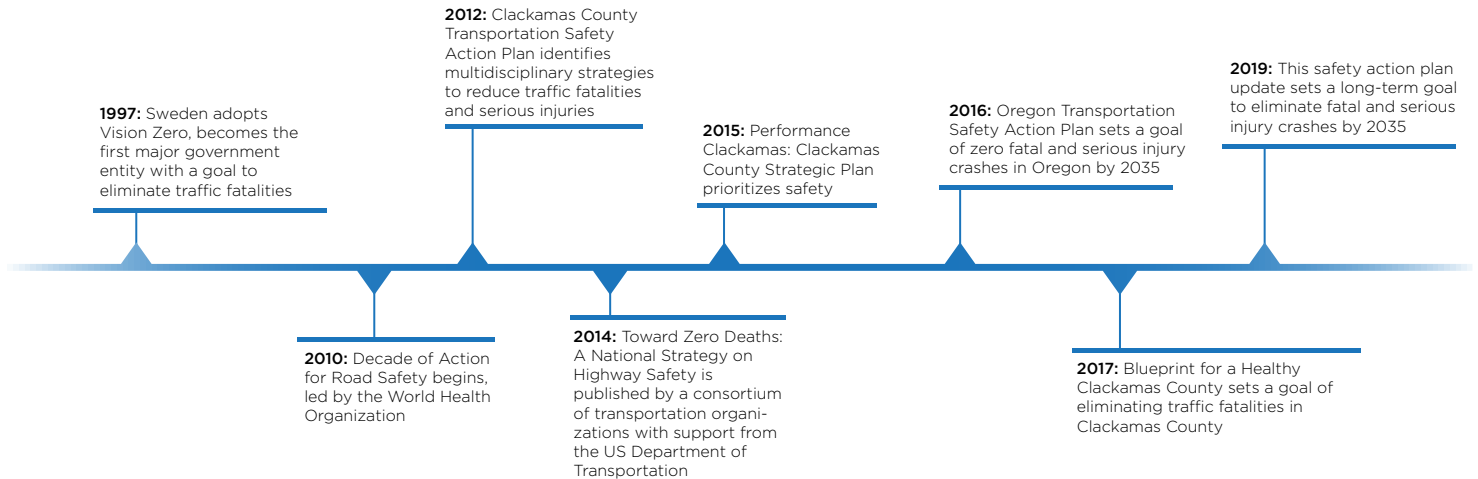 1997: Sweden adopts
Vision Zero, becomes the
first major government
entity with a goal to
eliminate traffic fatalities
2010: Decade of Action
for Road Safety begins,
led by the World Health
Organization
2012: Clackamas County
Transportation Safety
Action Plan identifies
multidisciplinary strategies
to reduce traffic fatalities
and serious injuries
2014: Toward Zero Deaths:
A National Strategy on
Highway Safety is
published by a consortium
of transportation organi-
zations with support from
the US Department of
Transportation
2015: Performance
Clackamas: Clackamas
County Strategic Plan
prioritizes safety
2016: Oregon Transportation
Safety Action Plan sets a goal
of zero fatal and serious injury
crashes in Oregon by 2035
2017: Blueprint for a Healthy
Clackamas County sets a goal of
eliminating traffic fatalities in
Clackamas County
2019: This safety action plan
update sets a long-term goal
to eliminate fatal and serious
injury crashes by 2035